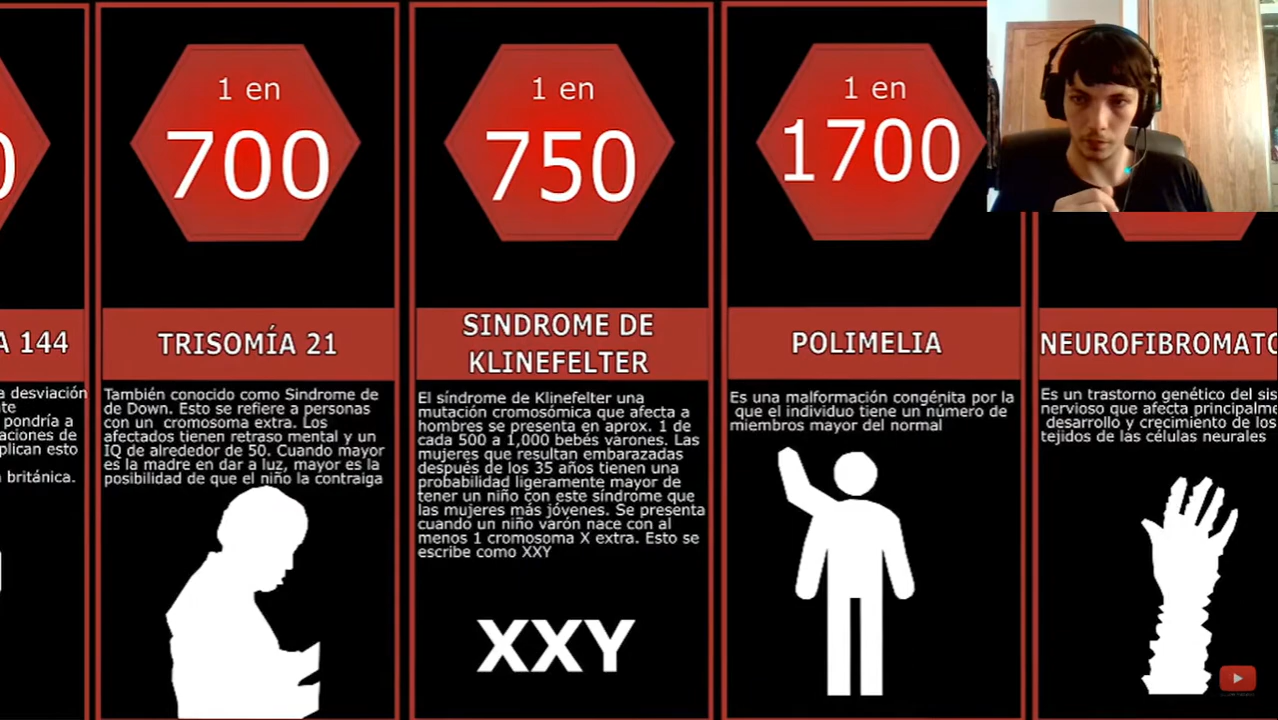 0
A 144
a desviación
te
pondría a
aciones de
plican esto
a británica.
1 en
700
TRISOMÍA 21
También conocido como Sindrome de
de Down. Esto se refiere a personas
con un cromosoma extra. Los
afectados tienen retraso mental y un
IQ de alrededor de 50. Cuando mayor
es la madre en dar a luz, mayor es la
posibilidad de que el niño la contraiga
1 en
750
SINDROME DE
KLINEFELTER
El síndrome de Klinefelter una
mutación cromosómica que afecta a
hombres se presenta en aprox. 1 de
cada 500 a 1,000 bebés varones. Las
mujeres que resultan embarazadas
después de los 35 años tienen una
probabilidad ligeramente mayor de
tener un niño con este síndrome que
las mujeres más jóvenes. Se presenta
cuando un niño varón nace con al
menos 1 cromosoma X extra. Esto se
escribe como XXY
XXY
1 en
1700
POLIMELIA
Es una malformación congénita por la
que el individuo tiene un número de
miembros mayor del normal
NEUROFIBROMATO
Es un trastorno genético del sis
nervioso que afecta principalme
desarrollo y crecimiento de los
tejidos de las células neurales